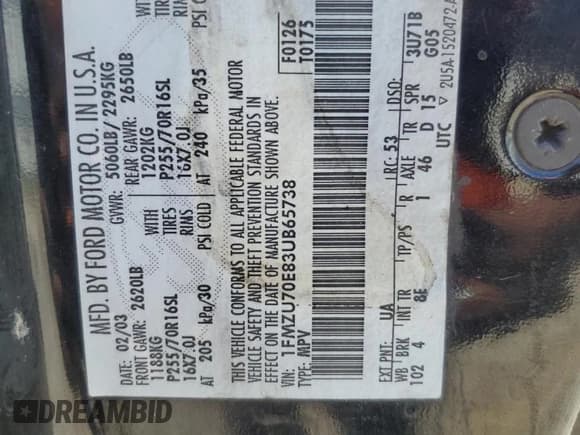 MFD. BY FORD MOTOR CO. IN U.S.A.
DATE: 02/03 GVWR: 5060LB/ 2295KG
FRONT GAWR: 2620LB REAR GAWR: 2650LB
1188KG WITH 1202KG
P255/70R16SL TIRES P255/70R16SL
16X7.0J RIMS 16X7.0J
AT 205 kPa/30 PSI COLD AT 240 kPa/35 PSI CO
THIS VEHICLE CONFORMS TO ALL APPLICABLE FEDERAL MOTOR
VEHICLE SAFETY AND THEFT PREVENTION STANDARDS IN
EFFECT ON THE DATE OF MANUFACTURE SHOWN ABOVE.
VIN: 1FMZU70E83UB65738
TYPE: MPV
F0126
T0175
EXT PNT: UA RC: 53 DSO:
WB BRK INT TR TP/PS R AXLE TR SPR 3U71B
102 4 8E 1 46 D 15 G05
UTC ▽ 2U5A-1520472-A
DREAMBID